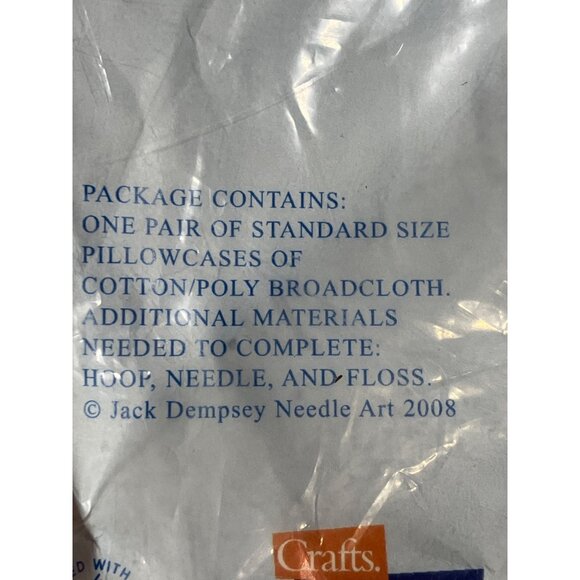 PACKAGE CONTAINS:
ONE PAIR OF STANDARD SIZE
PILLOWCASES OF
COTTON/POLY BROADCLOTH.
ADDITIONAL MATERIALS
NEEDED TO COMPLETE:
HOOP, NEEDLE, AND FLOSS.
© Jack Dempsey Needle Art 2008
Crafts.
WITH